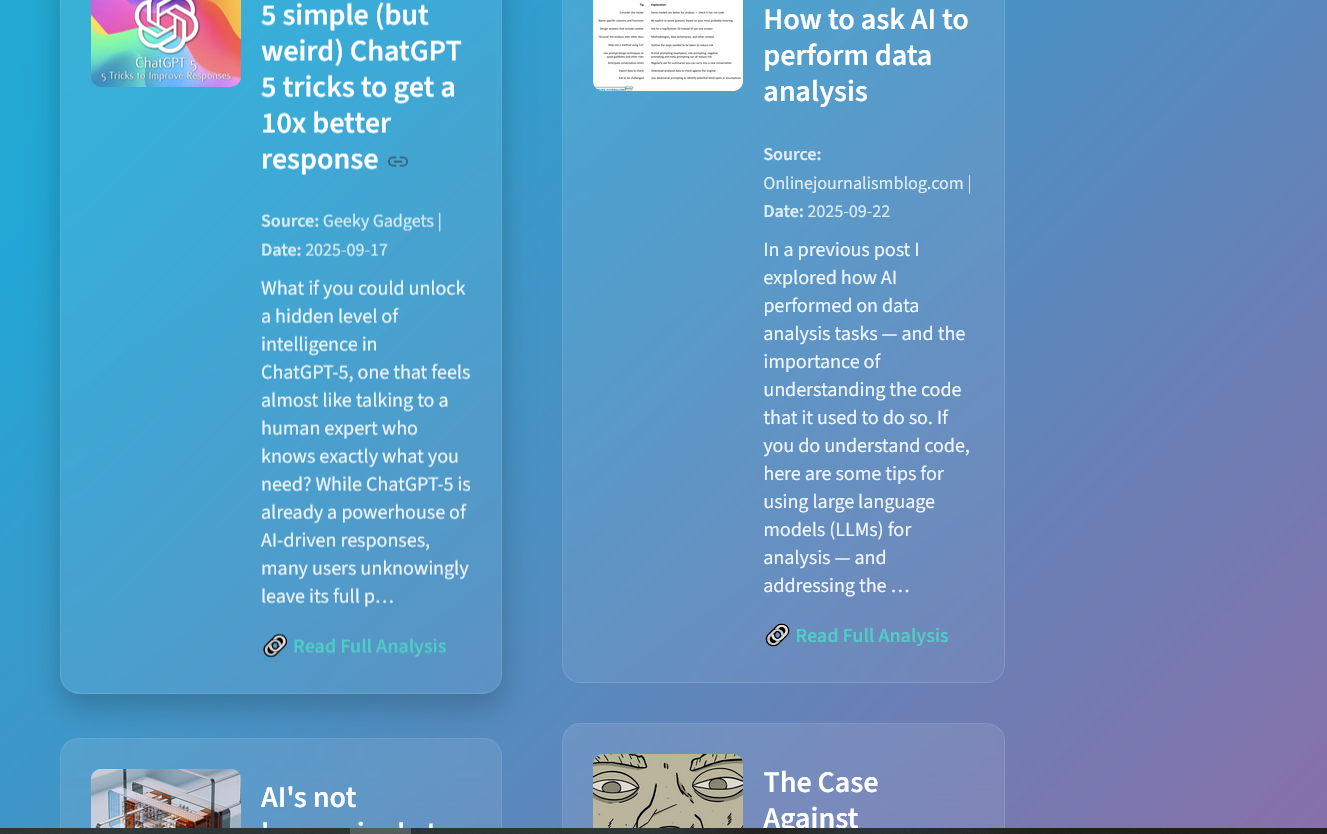 ChatGPT 5
5 Tricks to Improve Responses
5 simple (but
weird) ChatGPT
5 tricks to get a
10x better
response
Source: Geeky Gadgets |
Date: 2025-09-17
What if you could unlock
a hidden level of
intelligence in
ChatGPT-5, one that feels
almost like talking to a
human expert who
knows exactly what you
need? While ChatGPT-5 is
already a powerhouse of
AI-driven responses,
many users unknowingly
leave its full p…
Read Full Analysis
Tip
Explanation
How to ask AI to
perform data
analysis
Source:
Onlinejournalismblog.com |
Date: 2025-09-22
In a previous post I
explored how AI
performed on data
analysis tasks — and the
importance of
understanding the code
that it used to do so. If
you do understand code,
here are some tips for
using large language
models (LLMs) for
analysis — and
addressing the …
Read Full Analysis
AI's not
The Case
Against